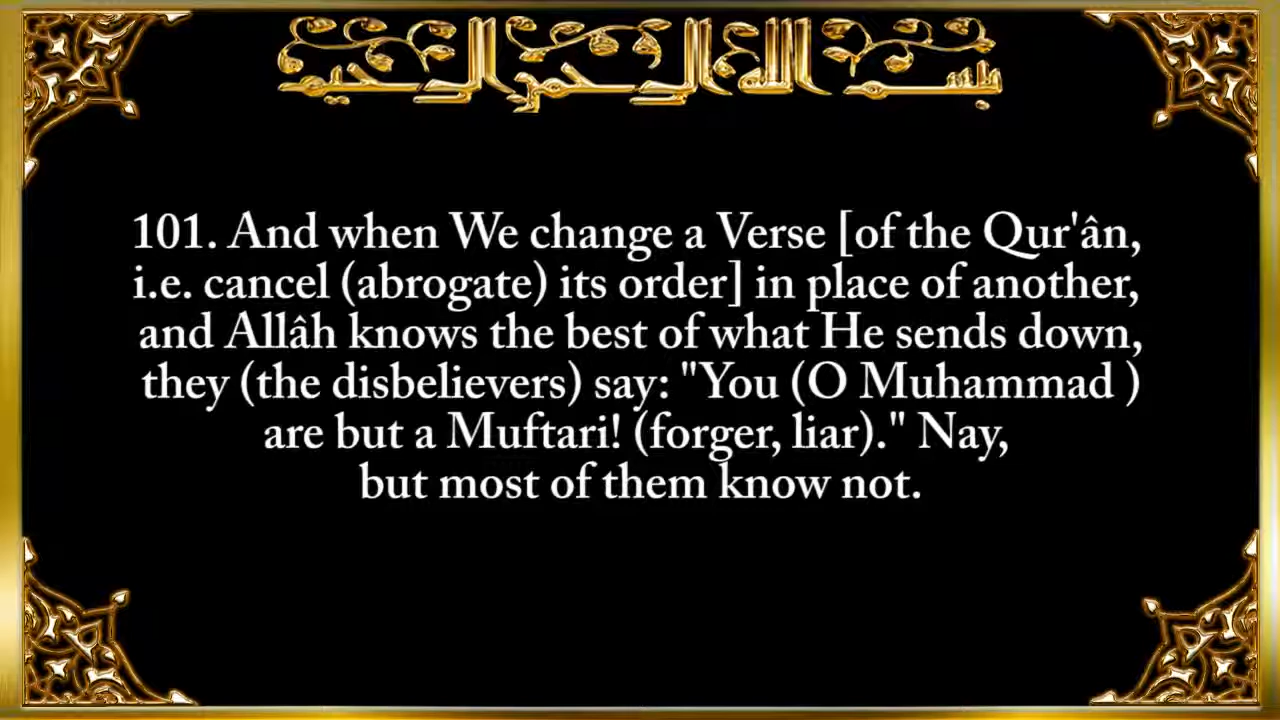 بسم الله الرحمن الرحيم
101. And when We change a Verse [of the Qur'ân,
i.e. cancel (abrogate) its order] in place of another,
and Allâh knows the best of what He sends down,
they (the disbelievers) say: "You (O Muhammad )
are but a Muftari! (forger, liar)." Nay,
but most of them know not.